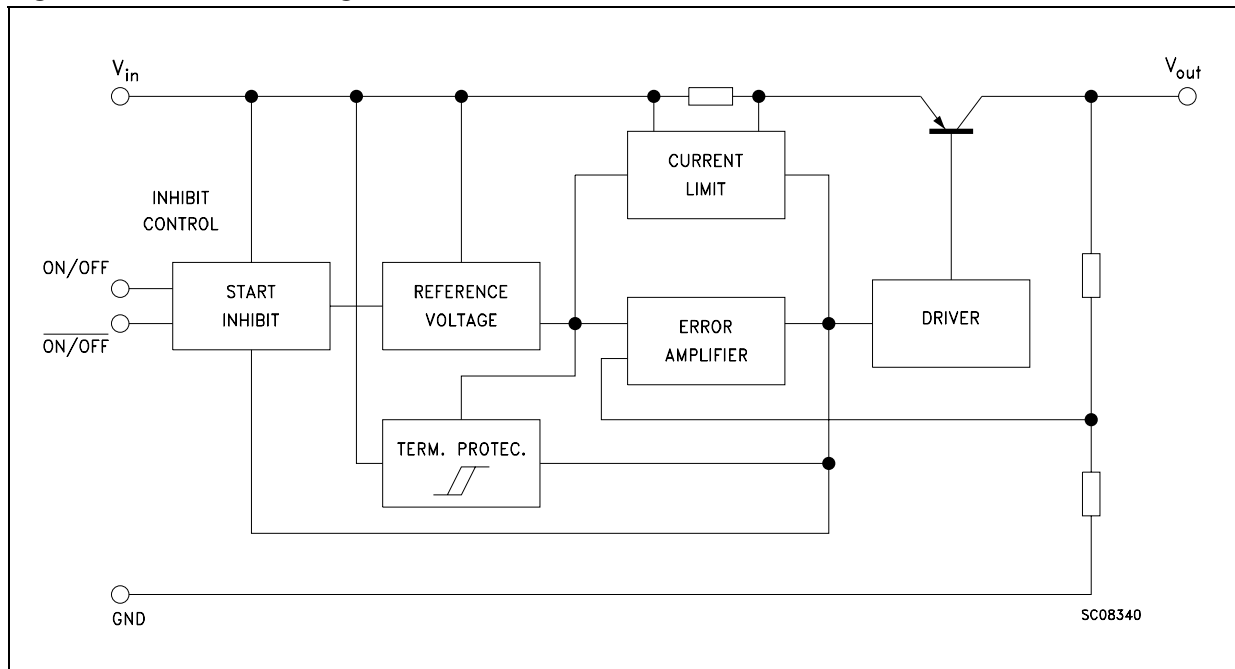 Vin
Vout
CURRENT
LIMIT
INHIBIT
CONTROL
ON/OFF
START
INHIBIT
REFERENCE
VOLTAGE
ERROR
AMPLIFIER
DRIVER
ON/OFF
TERM. PROTEC.
GND
SC08340